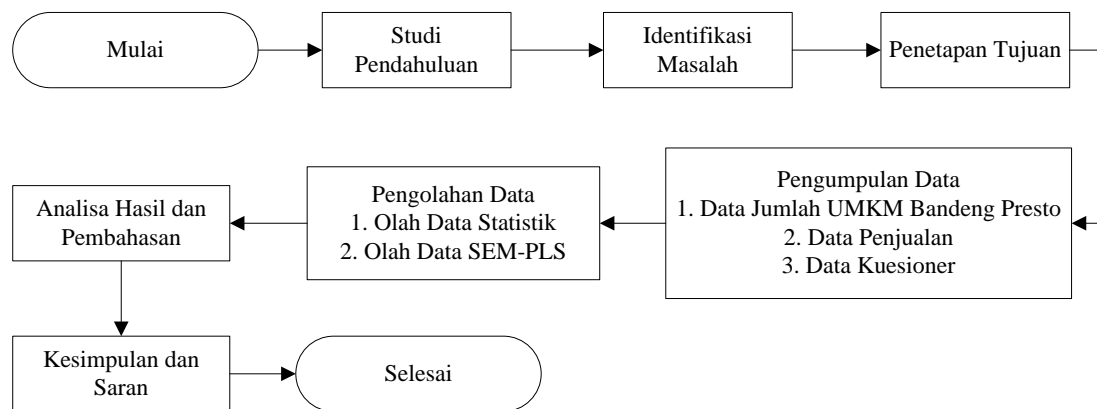 Mulai
Studi
Pendahuluan
Identifikasi
Masalah
Penetapan Tujuan
Pengumpulan Data
1. Data Jumlah UMKM Bandeng Presto
2. Data Penjualan
3. Data Kuesioner
Pengolahan Data
1. Olah Data Statistik
2. Olah Data SEM-PLS
Analisa Hasil dan
Pembahasan
Kesimpulan dan
Saran
Selesai